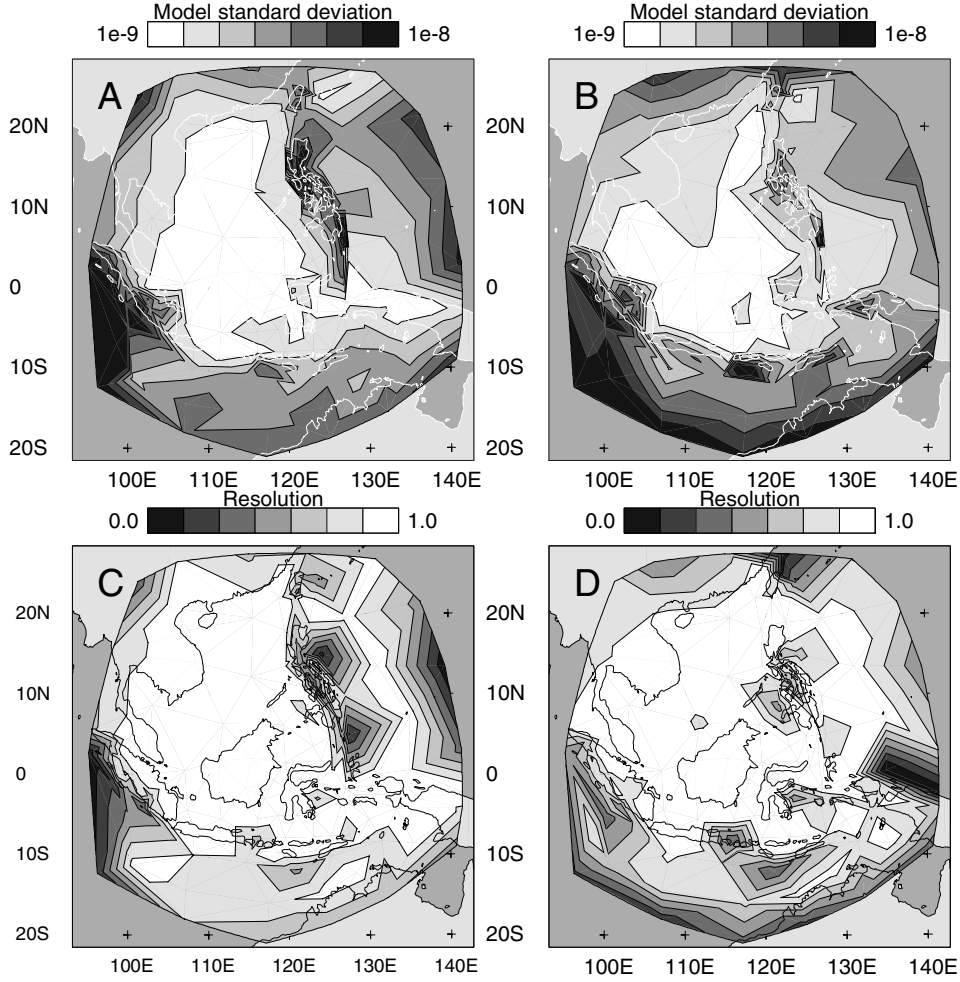 Model standard deviation Model standard deviation
1e-9 1e-8 1e-9 1e-8
A B
20N 20N
10N 10N
0 0
10S 10S
20S 20S
100E 110E 120E 130E 140E 100E 110E 120E 130E 140E
Resolution Resolution
0.0 1.0 0.0 1.0
C D
20N 20N
10N 10N
0 0
10S 10S
20S 20S
100E 110E 120E 130E 140E 100E 110E 120E 130E 140E